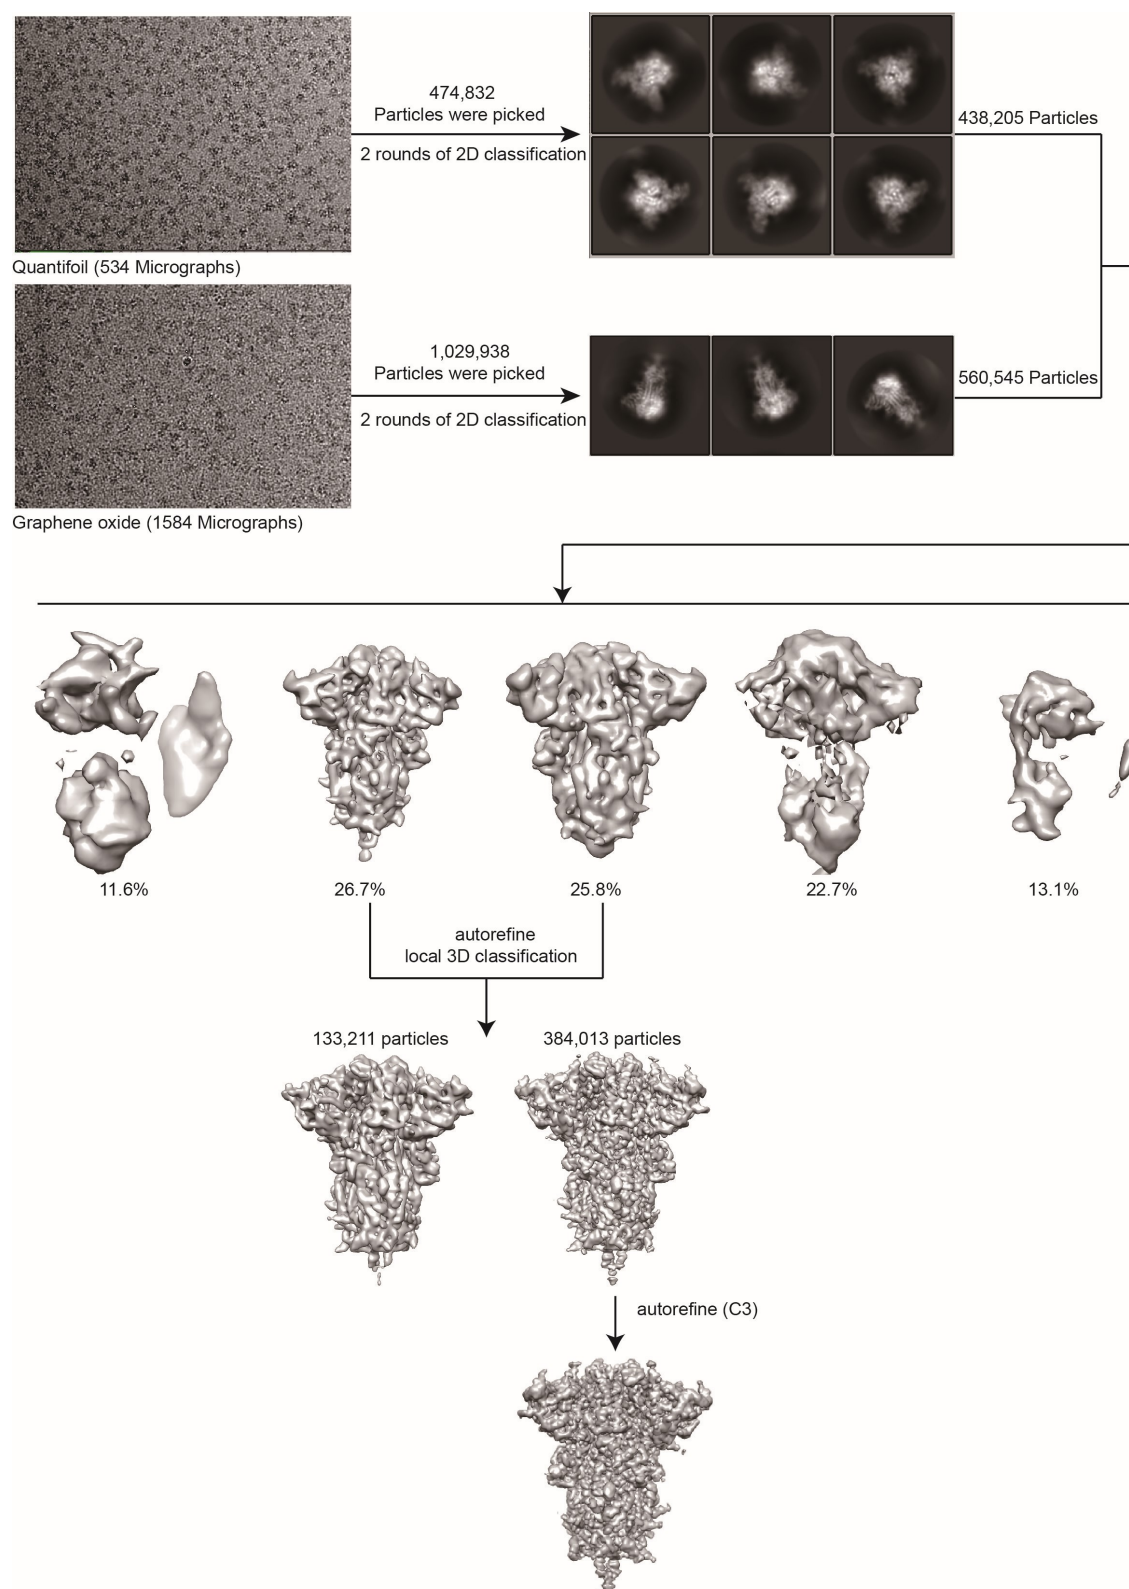 474,832
Particles were picked
2 rounds of 2D classification
438,205 Particles
Quantifoil (534 Micrographs)
1,029,938
Particles were picked
2 rounds of 2D classification
560,545 Particles
Graphene oxide (1584 Micrographs)
11.6%
26.7%
25.8%
22.7%
13.1%
autorefine
local 3D classification
133,211 particles
384,013 particles
autorefine (C3)